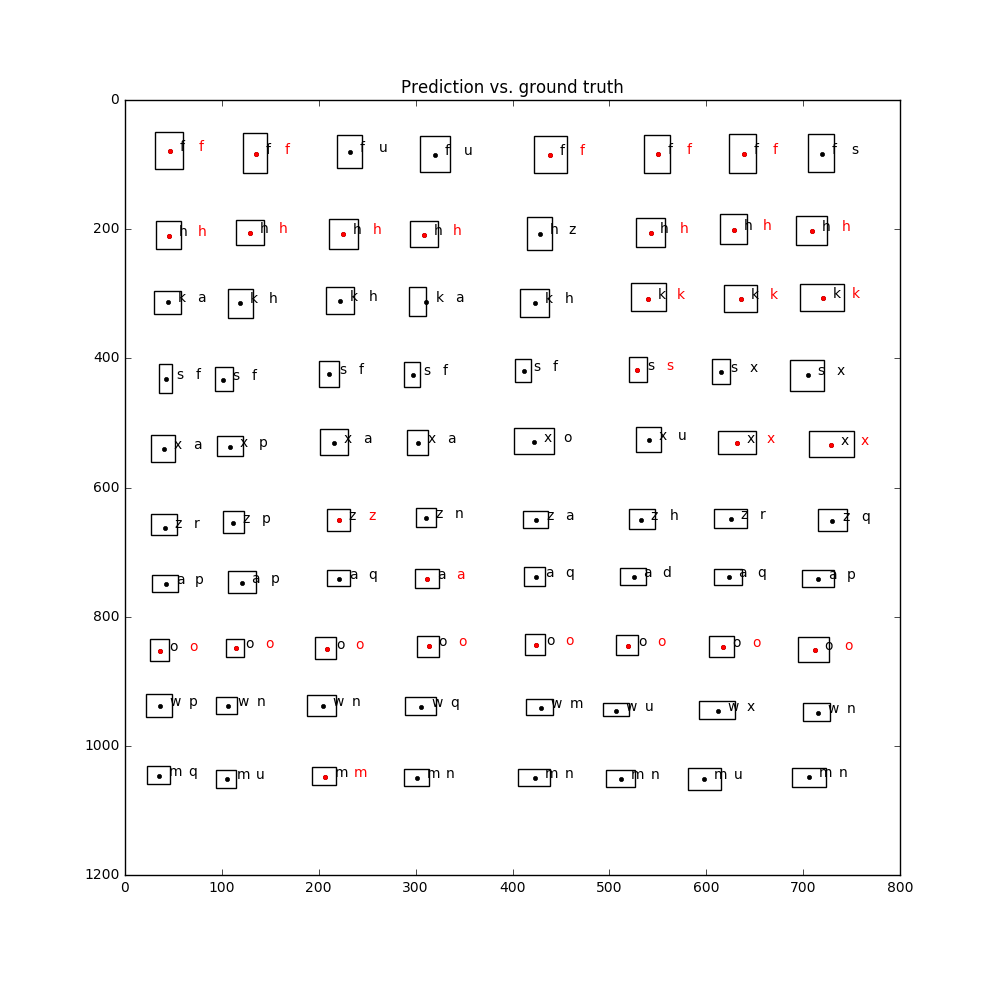 Prediction vs. ground truth
0
f f f f f u f u f f f f f f f s
200
h h h h h h h h h z h h h h h h
k a k h k h k a k h k k k k k k
400
s f s f s f s f s f s s s x s x
x a x p x a x a x o x u x x x x
600
z r z p z z z n z a z h z r z q
a p a p a q a a a q a d a q a p
800
o o o o o o o o o o o o o o o o
w p w n w n w q w m w u w x w n
1000
m q m u m m m n m n m n m u m n
1200
0 100 200 300 400 500 600 700 800